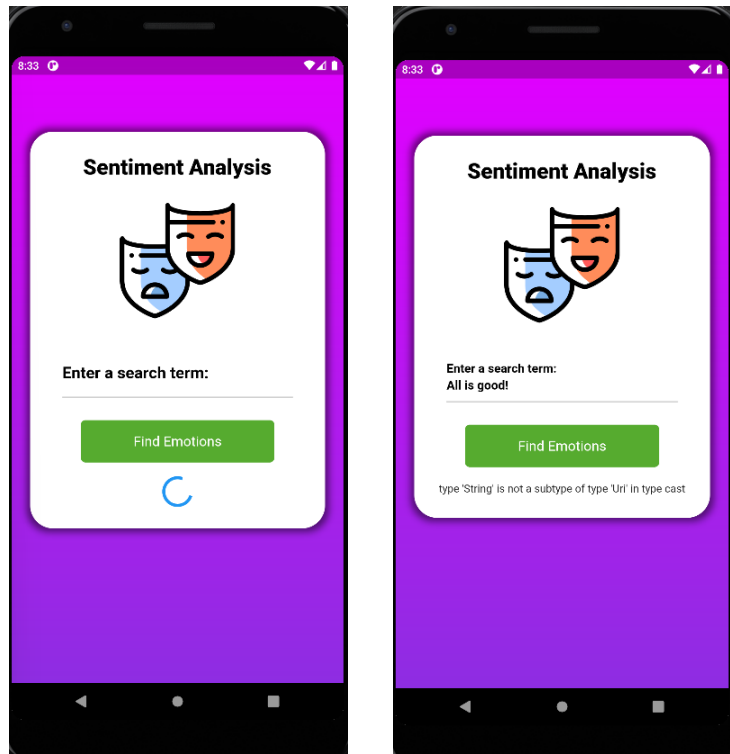 8:33
Sentiment Analysis
Enter a search term:
Find Emotions
8:33
Sentiment Analysis
Enter a search term:
All is good!
Find Emotions
type 'String' is not a subtype of type 'Uri' in type cast